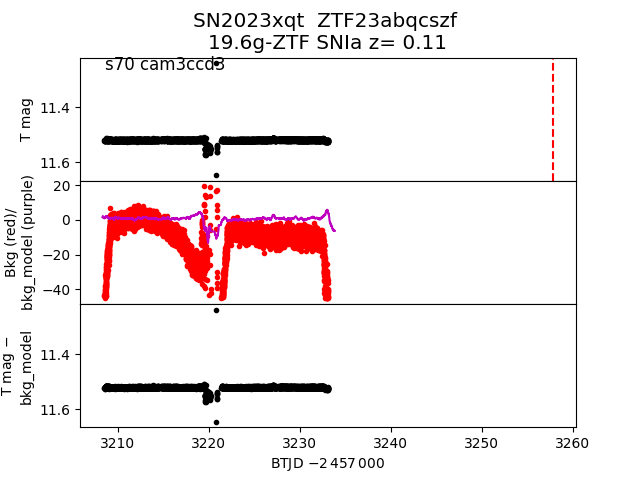 SN2023xqt  ZTF23abqcszf
19.6g-ZTF SNIa z= 0.11
s70 cam3ccd3
T mag
11.4
11.6
Bkg (red)/
bkg_model (purple)
20
0
−20
−40
T mag −
bkg_model
11.4
11.6
3210
3220
3230
3240
3250
3260
BTJD −2 457 000